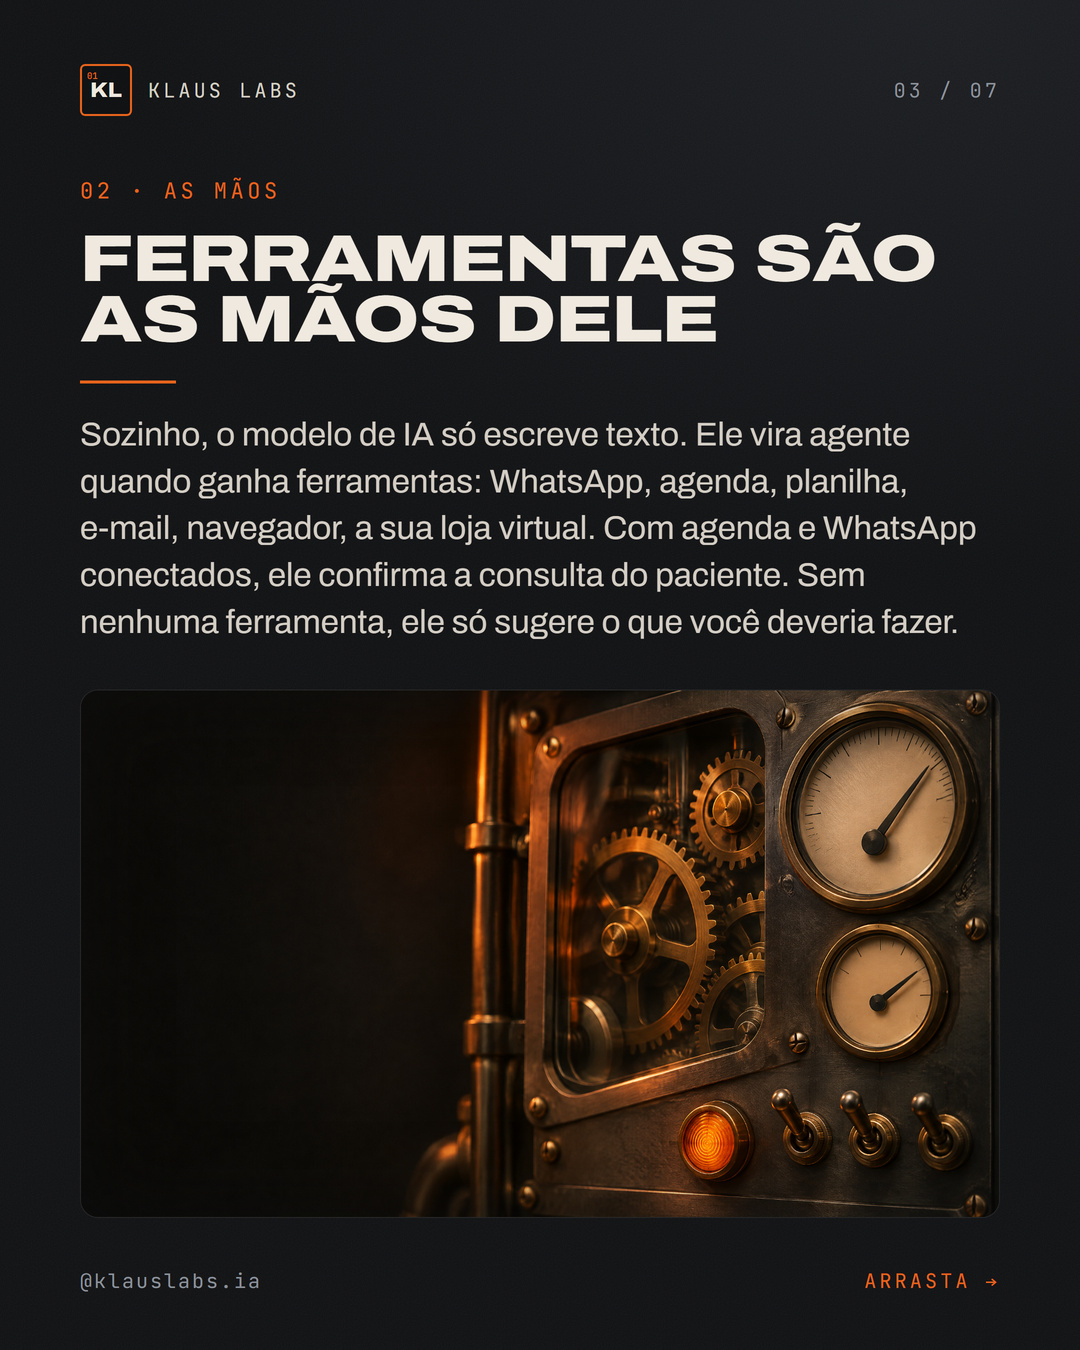 01
KL
KLAUS LABS
03 / 07
02 · AS MÃOS
FERRAMENTAS SÃO
AS MÃOS DELE
Sozinho, o modelo de IA só escreve texto. Ele vira agente
quando ganha ferramentas: WhatsApp, agenda, planilha,
e-mail, navegador, a sua loja virtual. Com agenda e WhatsApp
conectados, ele confirma a consulta do paciente. Sem
nenhuma ferramenta, ele só sugere o que você deveria fazer.
@klauslabs.ia
ARRASTA →